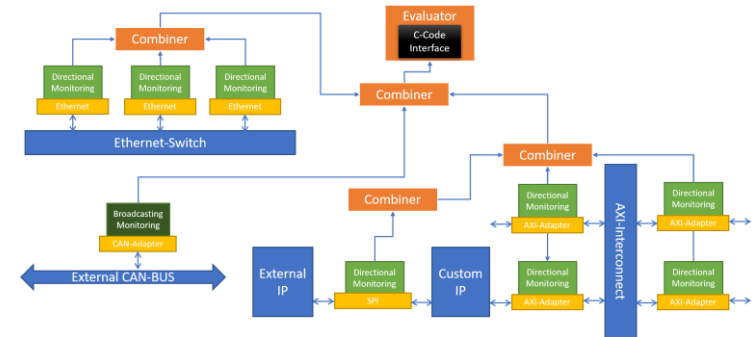 Evaluator
C-Code
Interface
Combiner
Directional
Monitoring
Ethernet
Directional
Monitoring
Ethernet
Directional
Monitoring
Ethernet
Ethernet-Switch
Combiner
Combiner
Combiner
Broadcasting
Monitoring
CAN-Adapter
External CAN-BUS
External
IP
Directional
Monitoring
SPI
Custom
IP
Directional
Monitoring
AXI-Adapter
Directional
Monitoring
AXI-Adapter
AXI-Interconnect
Directional
Monitoring
AXI-Adapter
Directional
Monitoring
AXI-Adapter